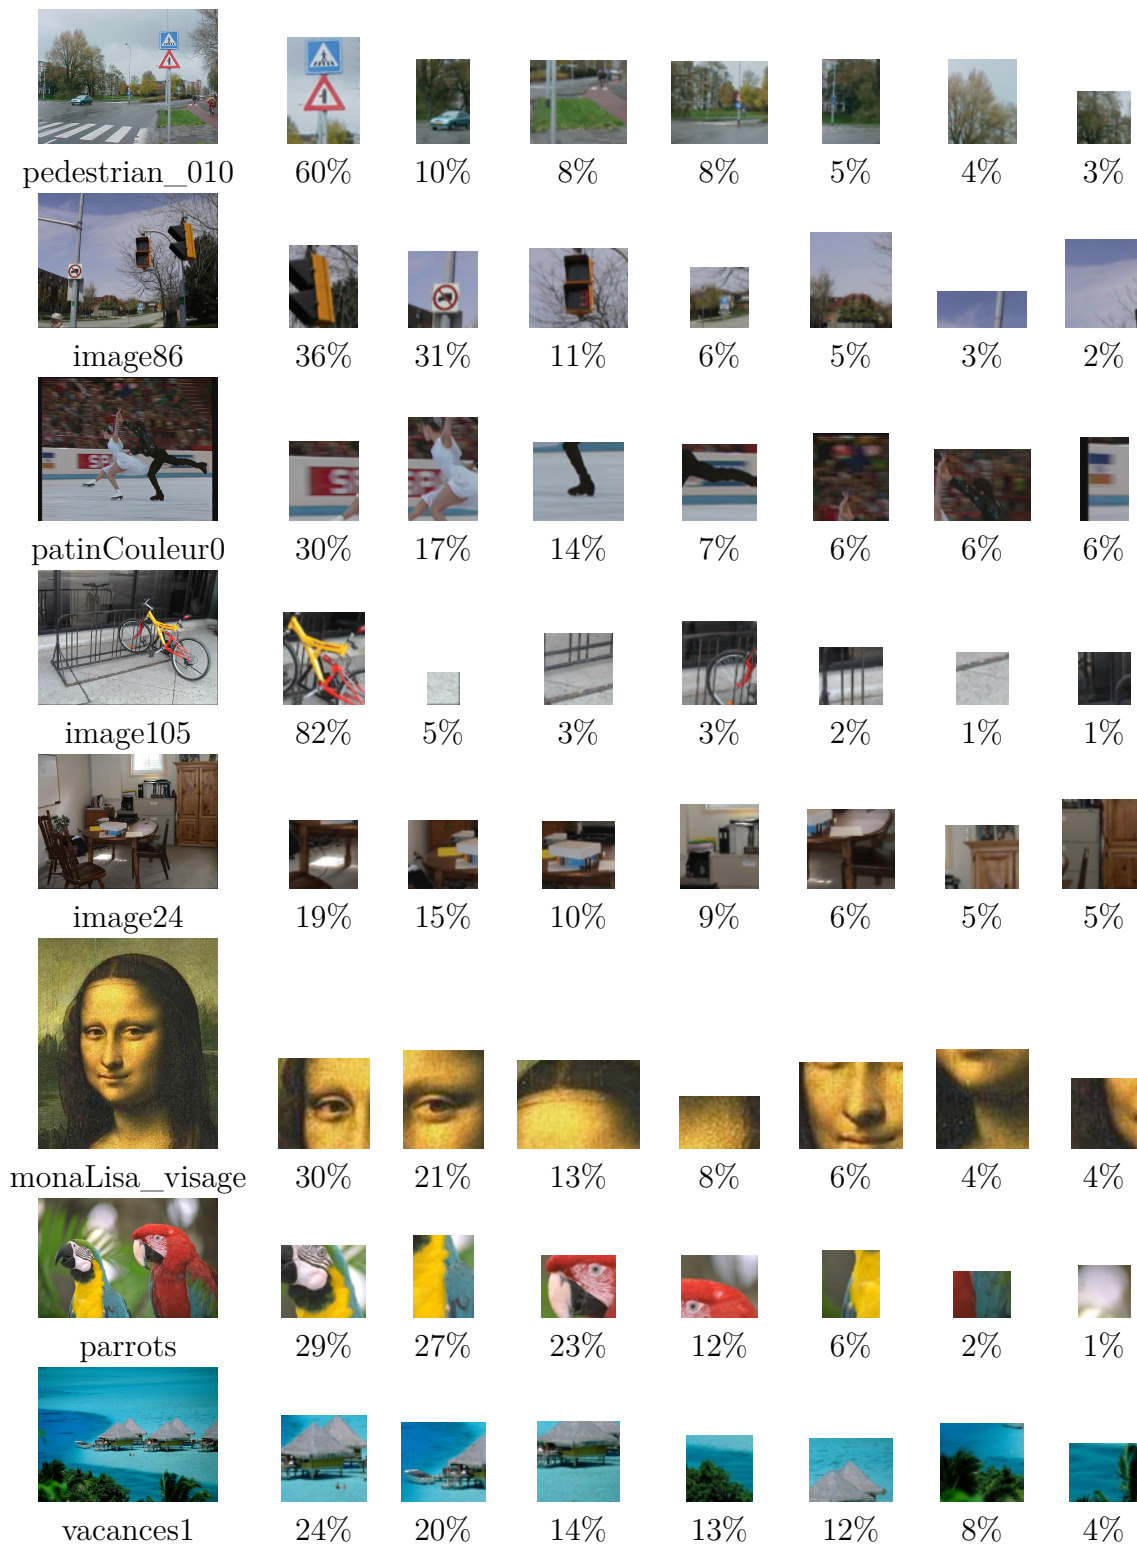 pedestrian_010 60% 10% 8% 8% 5% 4% 3%
image86 36% 31% 11% 6% 5% 3% 2%
patinCouleur0 30% 17% 14% 7% 6% 6% 6%
image105 82% 5% 3% 3% 2% 1% 1%
image24 19% 15% 10% 9% 6% 5% 5%
monaLisa_visage 30% 21% 13% 8% 6% 4% 4%
parrots 29% 27% 23% 12% 6% 2% 1%
vacances1 24% 20% 14% 13% 12% 8% 4%